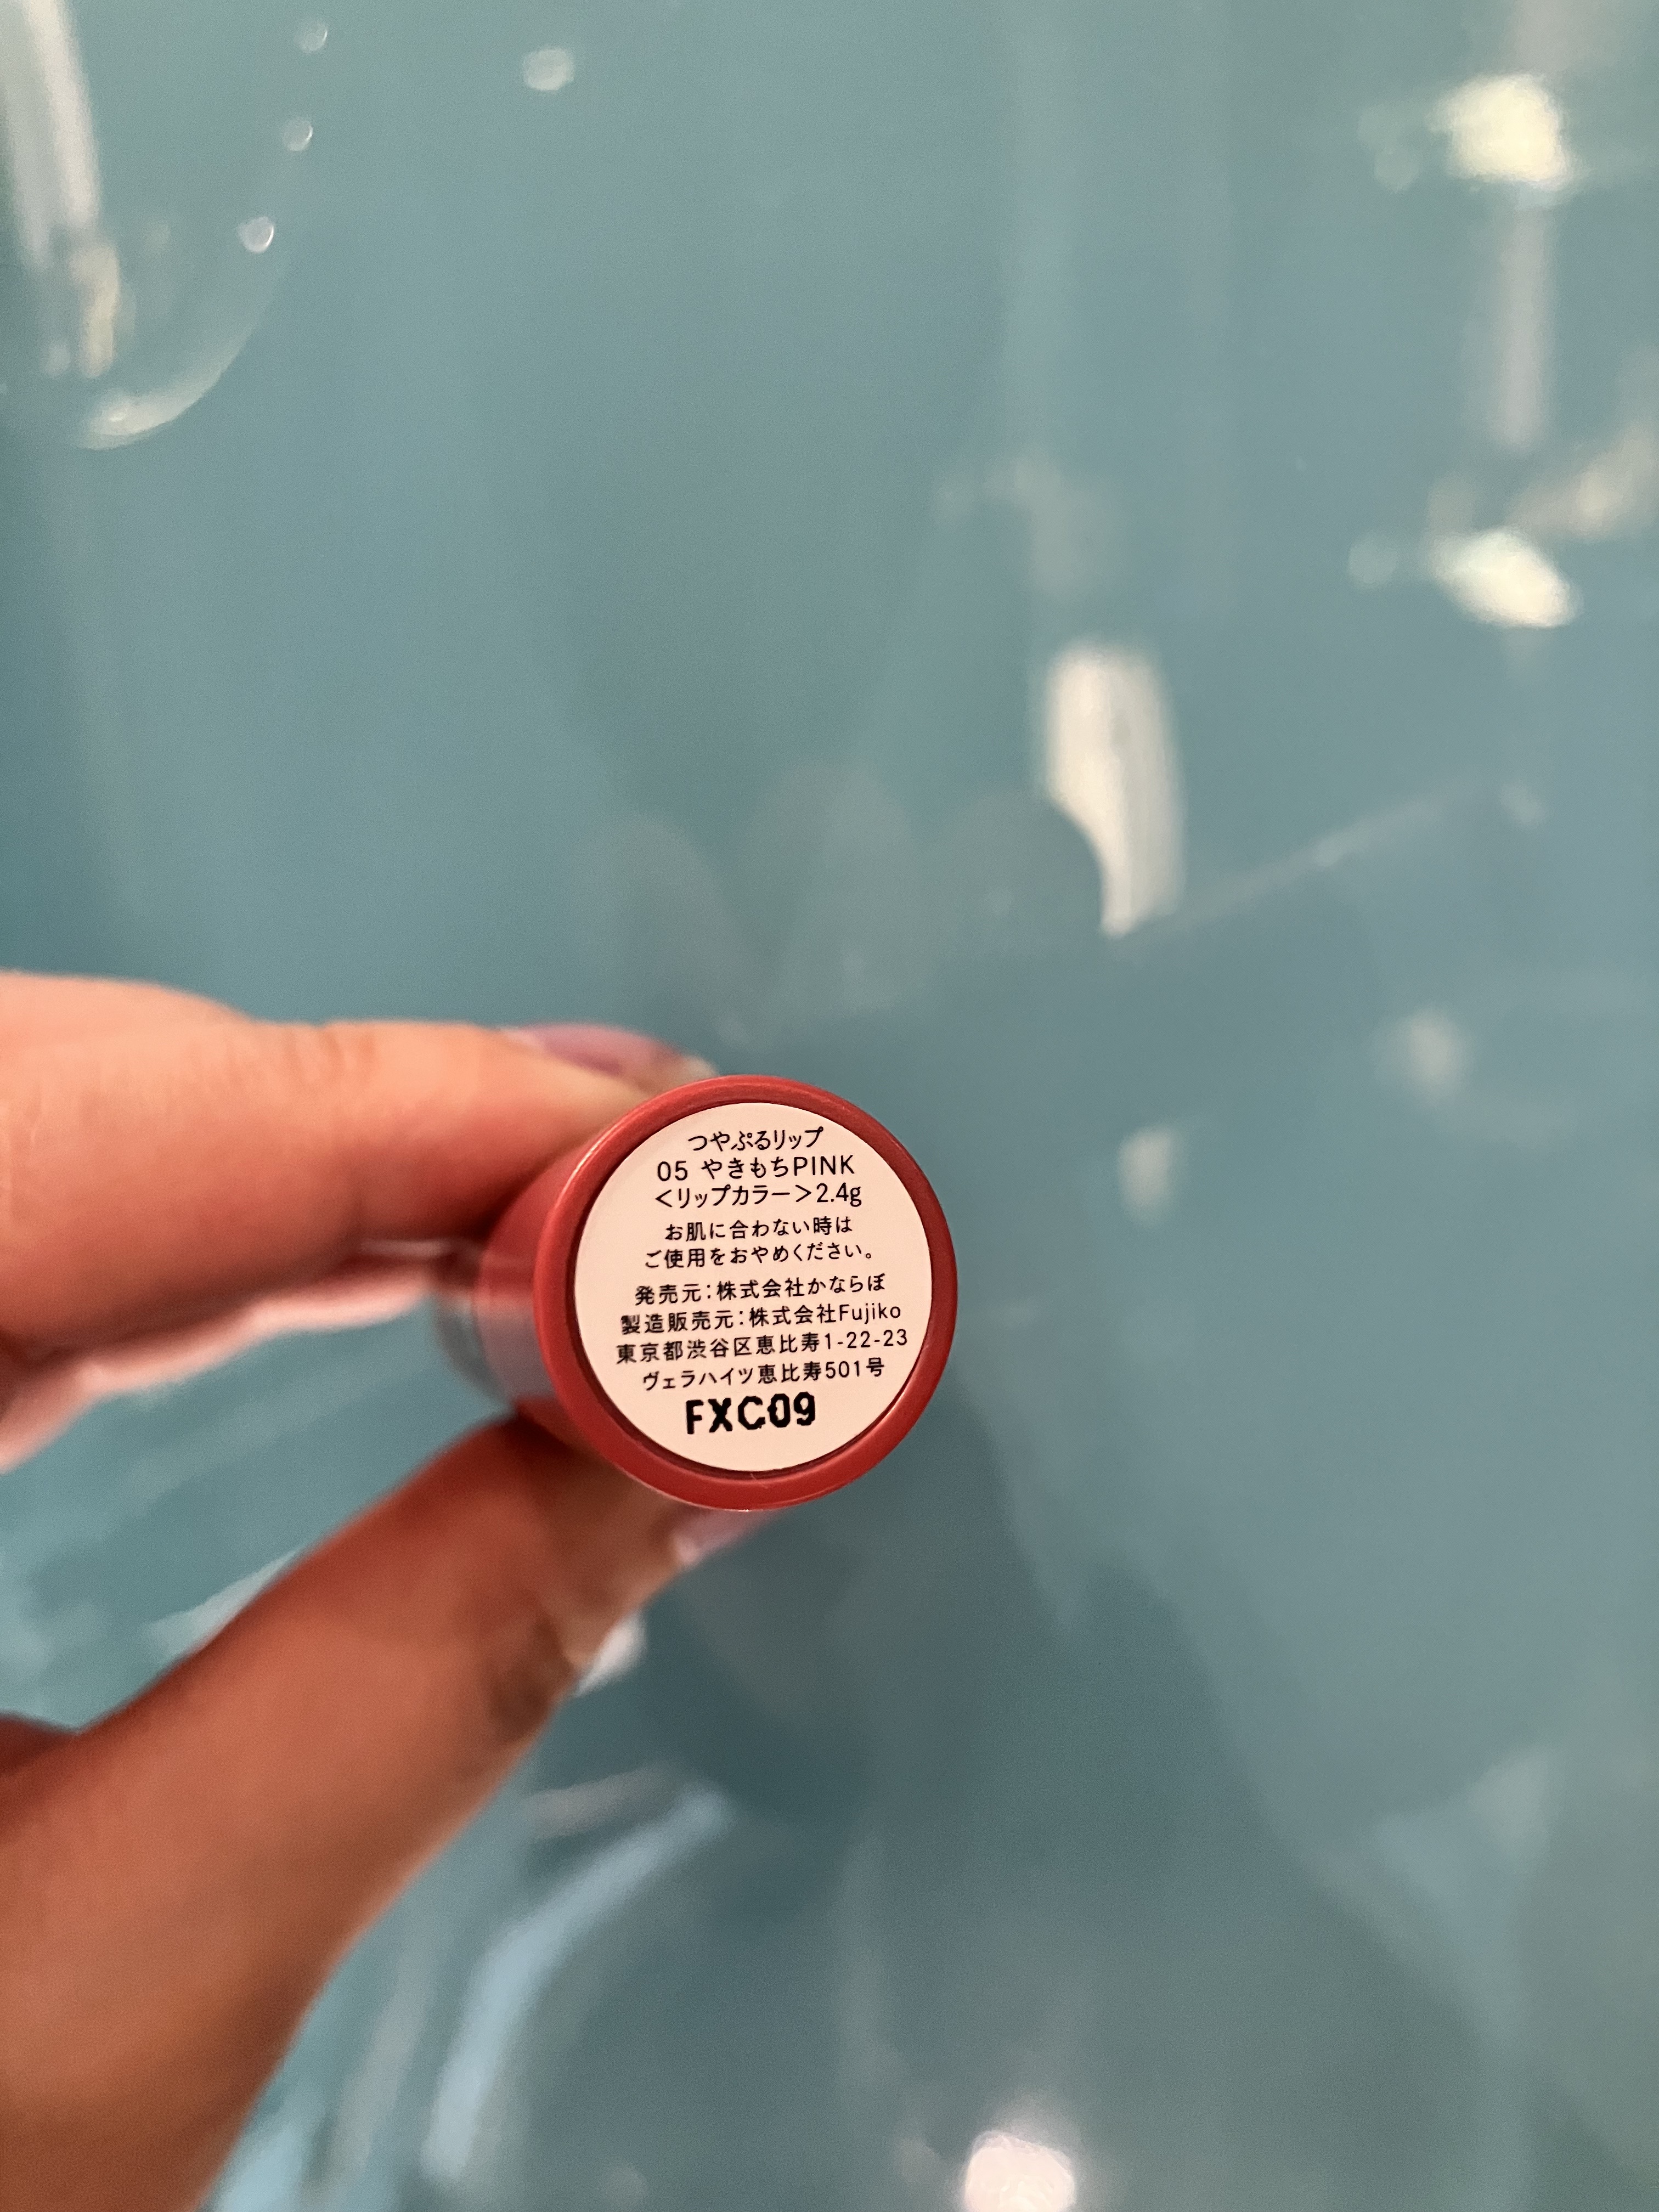 つやぷるリップ
05 やきもちPINK
＜リップカラー＞2.4g
お肌に合わない時は
ご使用をおやめください。
発売元：株式会社かならぼ
製造販売元：株式会社Fujiko
東京都渋谷区恵比寿1-22-23
ヴェラハイツ恵比寿501号
FXC09